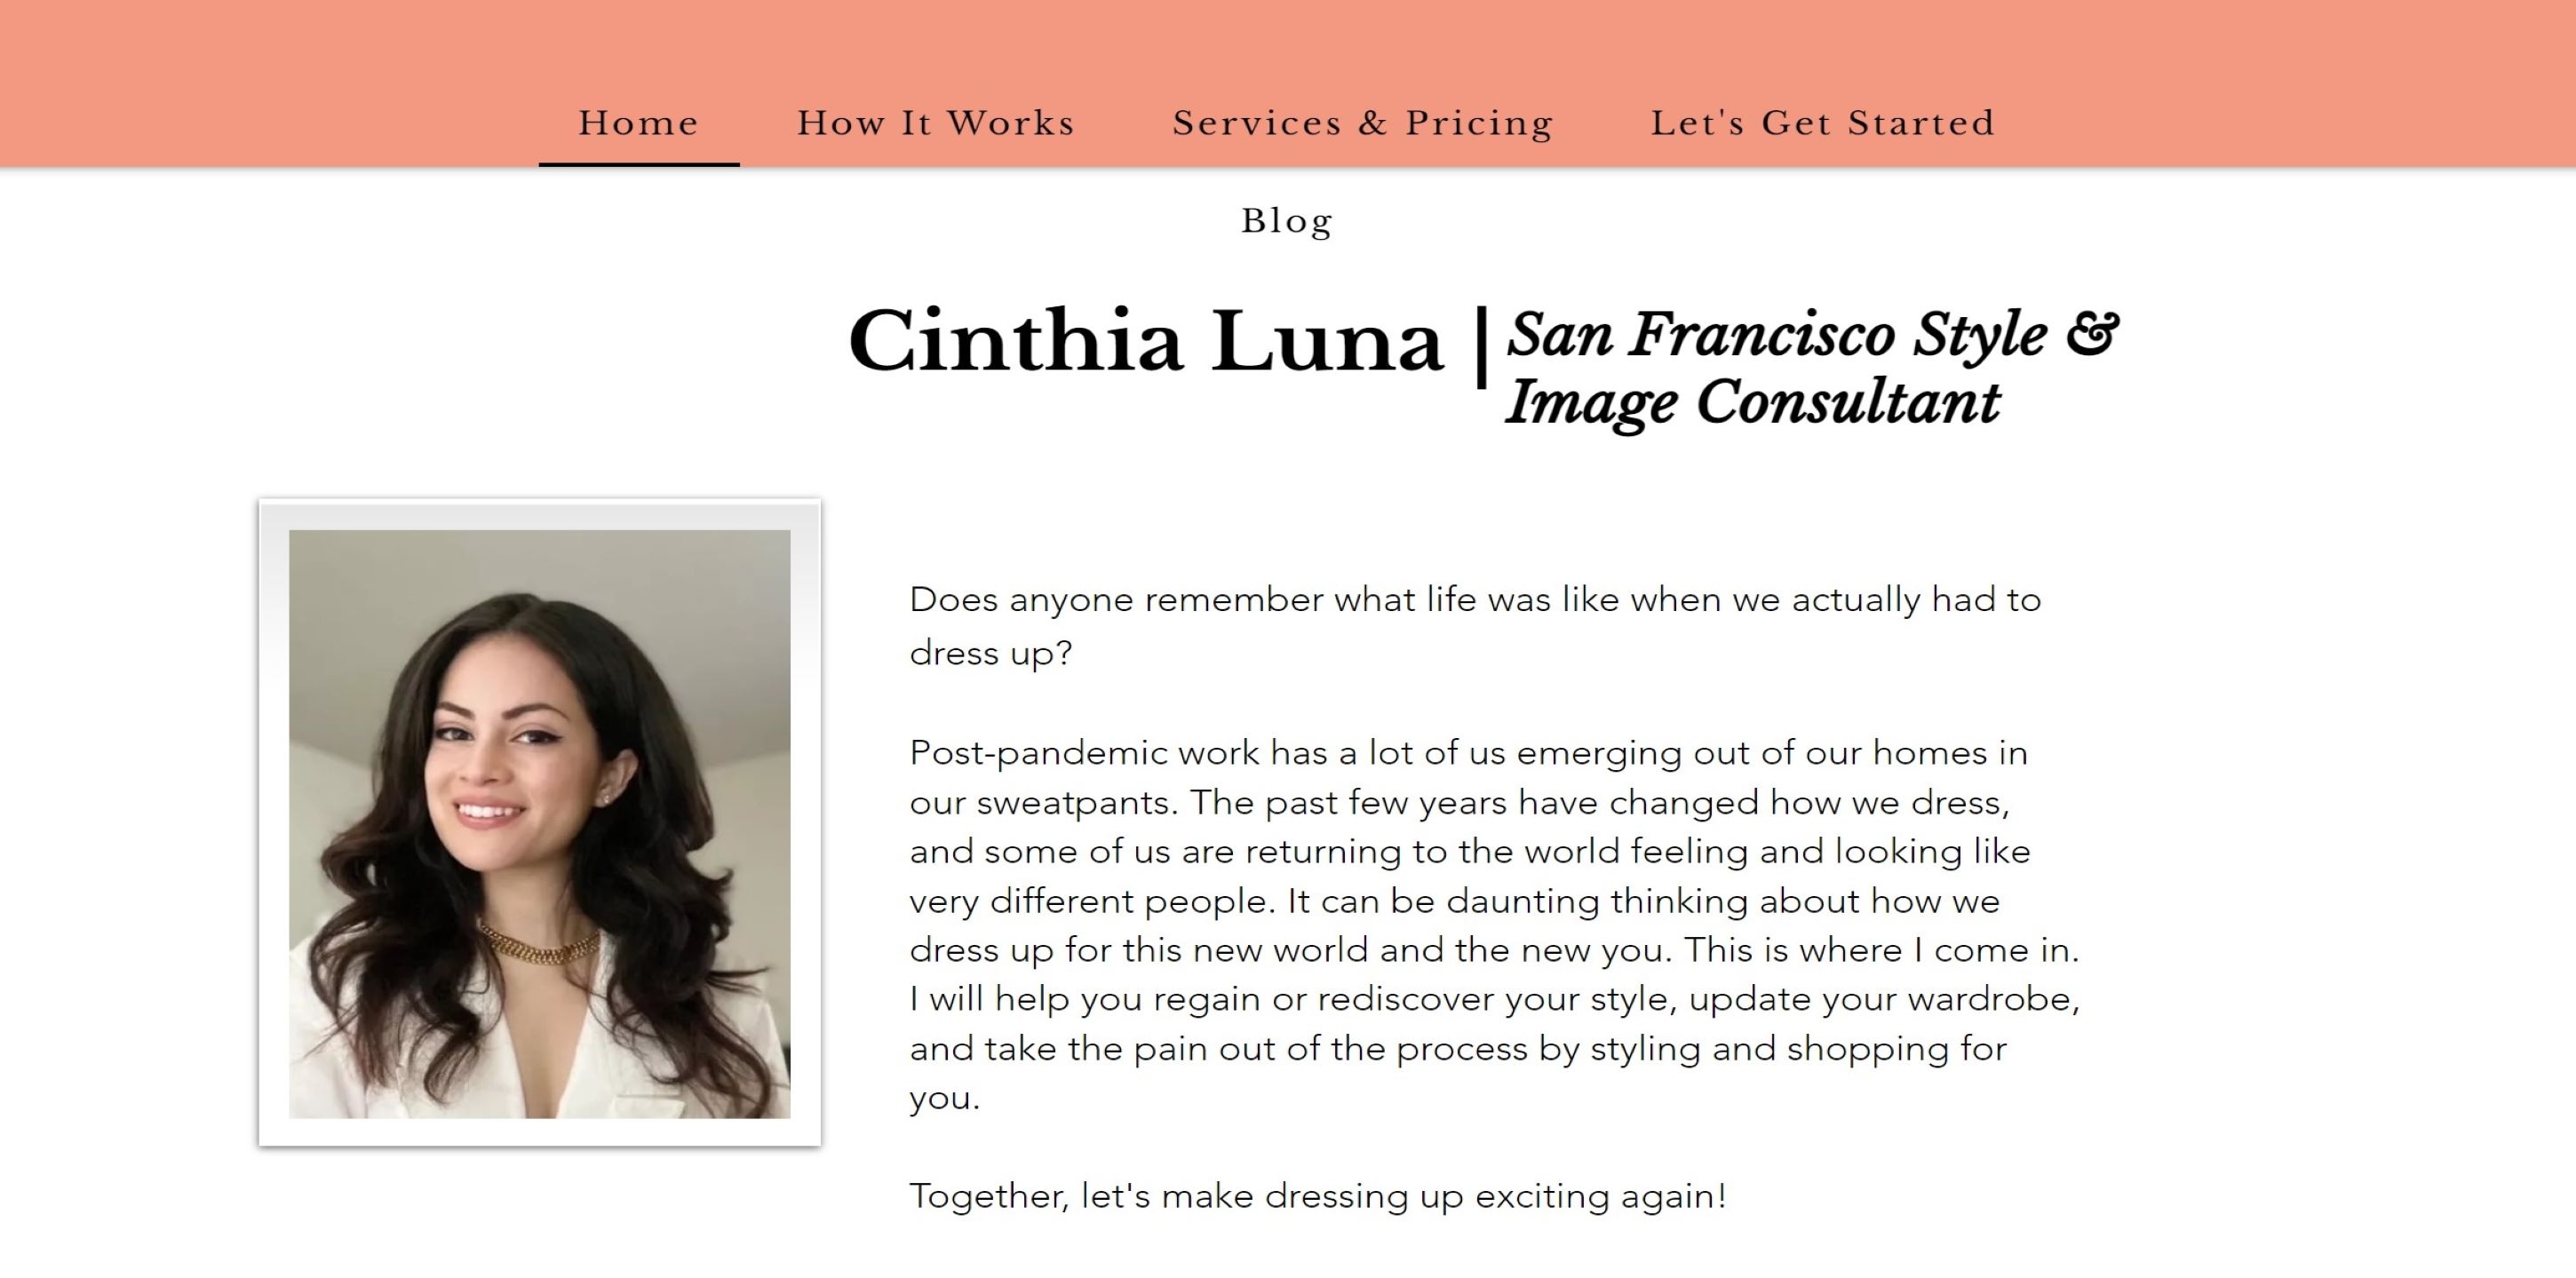 Home How It Works Services & Pricing Let's Get Started
Blog
Cinthia Luna | San Francisco Style &
Image Consultant
Does anyone remember what life was like when we actually had to
dress up?
Post-pandemic work has a lot of us emerging out of our homes in
our sweatpants. The past few years have changed how we dress,
and some of us are returning to the world feeling and looking like
very different people. It can be daunting thinking about how we
dress up for this new world and the new you. This is where I come in.
I will help you regain or rediscover your style, update your wardrobe,
and take the pain out of the process by styling and shopping for
you.
Together, let's make dressing up exciting again!